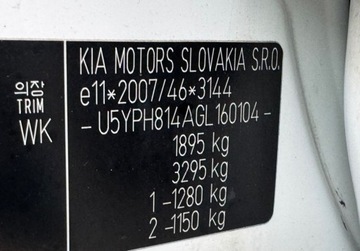 KIA MOTORS SLOVAKIA S.R.O.
e11*2007/46*3144
-U5YPH814AGL160104-
1895 kg
3295 kg
1-1280 kg
2-1150 kg
의장
TRIM
WK